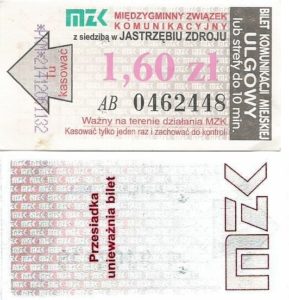 MZK MIĘDZYGMINNY ZWIĄZEK
KOMUNIKACYJNY
z siedzibą w JASTRZĘBIU ZDROJU
1,60 zł
AB 0462448
Ważny na terenie działania MZK
Kasować tylko jeden raz i zachować do kontroli
Tu
kasować
BILET KOMUNIKACJI MIEJSKIEJ
ULGOWY
lub strefy do 10 min.
Przesiadka
unieważnia bilet
MZK